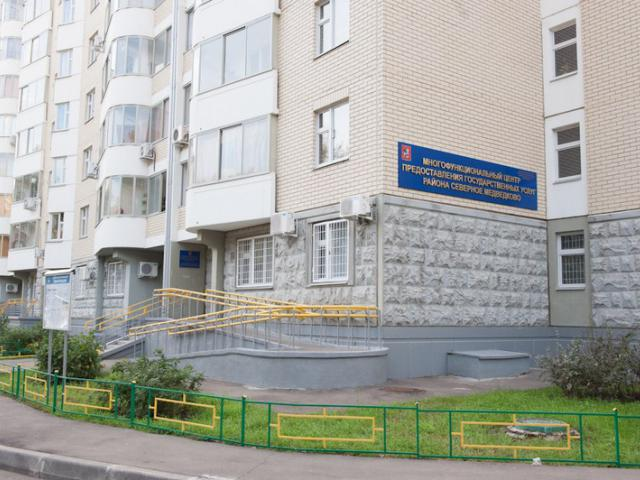 МНОГОФУНКЦИОНАЛЬНЫЙ ЦЕНТР
ПРЕДОСТАВЛЕНИЯ ГОСУДАРСТВЕННЫХ УСЛУГ
РАЙОНА СЕВЕРНОЕ МЕДВЕДКОВО